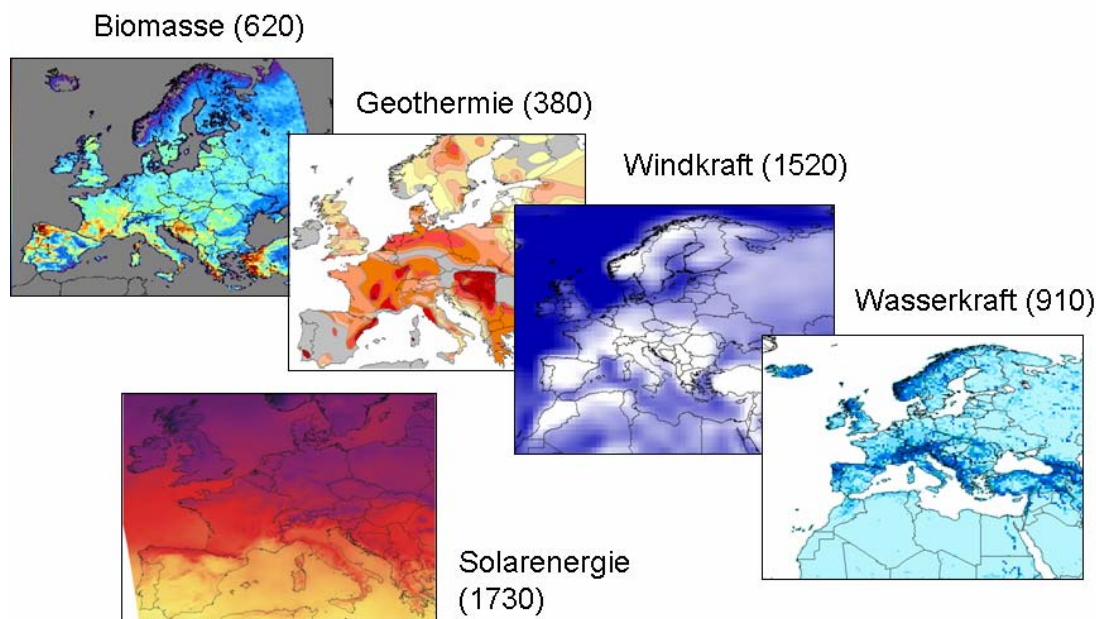 Biomasse (620)
Geothermie (380)
Windkraft (1520)
Wasserkraft (910)
Solarenergie
(1730)